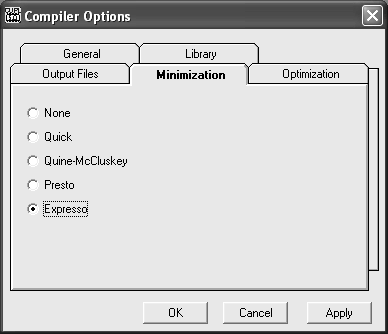 Compiler Options
General Library
Output Files Minimization Optimization
None
Quick
Quine-McCluskey
Presto
Expresso
OK Cancel Apply